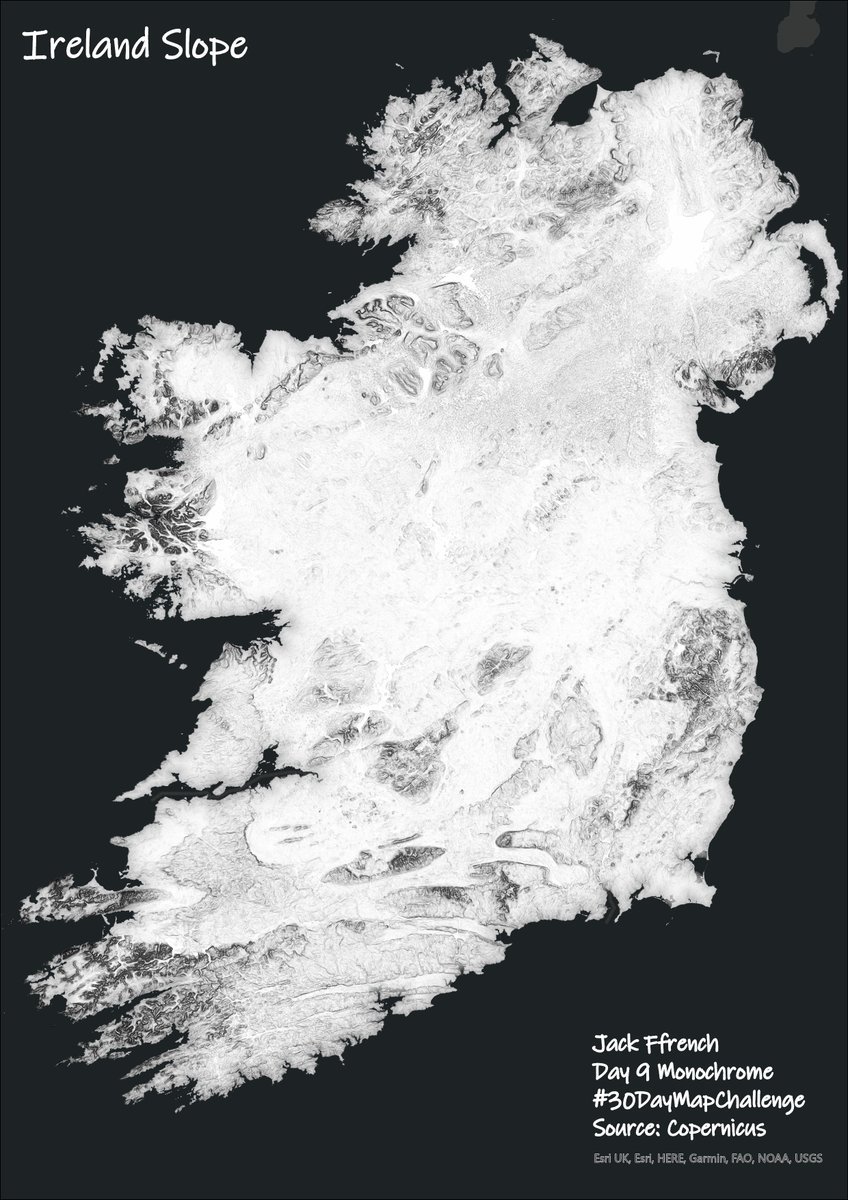 Ireland Slope
Jack Ffrench
Day 9 Monochrome
#30DayMapChallenge
Source: Copernicus
Esri UK, Esri, HERE, Garmin, FAO, NOAA, USGS